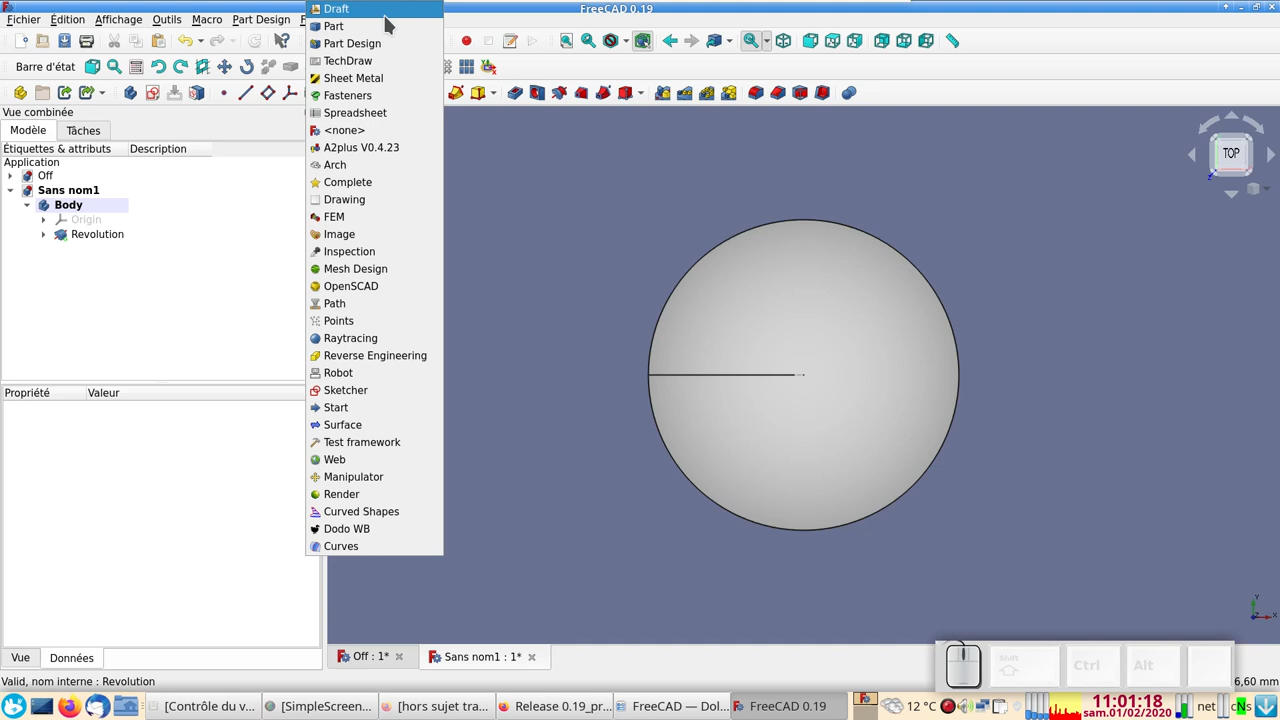 FreeCAD 0.19
Fichier Édition Affichage Outils Macro Part Design
Draft
Part
Part Design
TechDraw
Sheet Metal
Fasteners
Spreadsheet
<none>
A2plus V0.4.23
Arch
Complete
Drawing
FEM
Image
Inspection
Mesh Design
OpenSCAD
Path
Points
Raytracing
Reverse Engineering
Robot
Sketcher
Start
Surface
Test framework
Web
Manipulator
Render
Curved Shapes
Dodo WB
Curves
Barre d'état
Vue combinée
Modèle Tâches
Étiquettes & attributs Description
Application
Off
Sans nom1
Body
Origin
Revolution
Propriété Valeur
Vue Données
TOP
Y
Z
X
Off : 1* Sans nom1 : 1*
Shift Ctrl Alt
Valid, nom interne : Revolution
6,60 mm
[Contrôle du v... [SimpleScreen... [hors sujet tra... Release 0.19_pr... FreeCAD — Dol... FreeCAD 0.19
12 °C
11:01:18
sam.01/02/2020
net